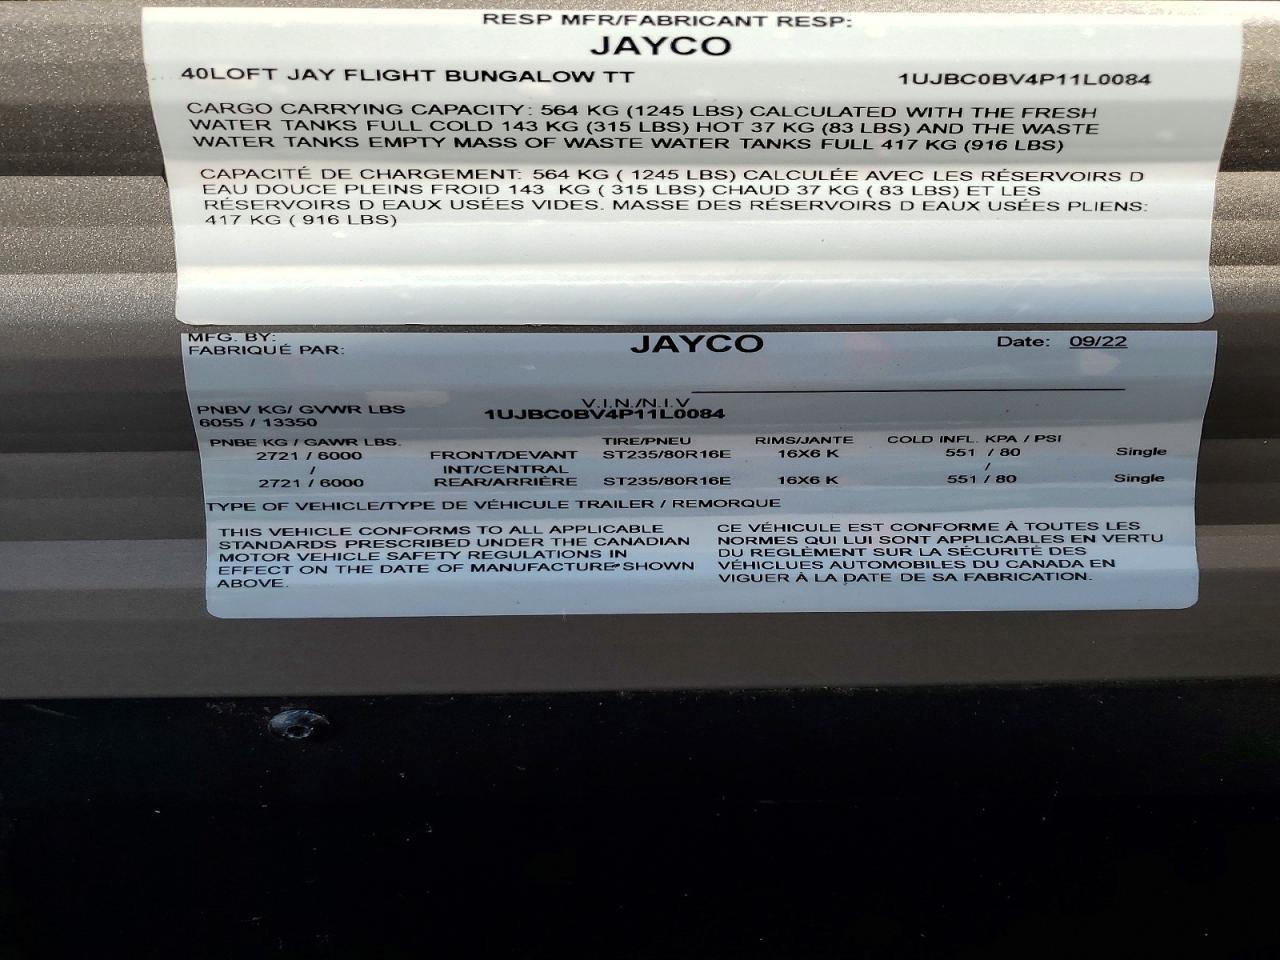 RESP MFR/FABRICANT RESP:
JAYCO
40LOFT JAY FLIGHT BUNGALOW TT 1UJBC0BV4P11L0084
CARGO CARRYING CAPACITY: 564 KG (1245 LBS) CALCULATED WITH THE FRESH
WATER TANKS FULL COLD 143 KG (315 LBS) HOT 37 KG (83 LBS) AND THE WASTE
WATER TANKS EMPTY MASS OF WASTE WATER TANKS FULL 417 KG (916 LBS)
CAPACITÉ DE CHARGEMENT: 564 KG ( 1245 LBS) CALCULÉE AVEC LES RÉSERVOIRS D
EAU DOUCE PLEINS FROID 143 KG ( 315 LBS) CHAUD 37 KG ( 83 LBS) ET LES
RÉSERVOIRS D EAUX USÉES VIDES. MASSE DES RÉSERVOIRS D EAUX USÉES PLIENS:
417 KG ( 916 LBS)
MFG. BY:
FABRIQUÉ PAR: JAYCO Date: 09/22
V.I.N./N.I.V
PNBV KG/ GVWR LBS 1UJBC0BV4P11L0084
6055 / 13350
PNBE KG / GAWR LBS. TIRE/PNEU RIMS/JANTE COLD INFL. KPA / PSI
2721 / 6000 FRONT/DEVANT ST235/80R16E 16X6 K 551 / 80 Single
/ INT/CENTRAL /
2721 / 6000 REAR/ARRIÈRE ST235/80R16E 16X6 K 551 / 80 Single
TYPE OF VEHICLE/TYPE DE VÉHICULE TRAILER / REMORQUE
THIS VEHICLE CONFORMS TO ALL APPLICABLE
STANDARDS PRESCRIBED UNDER THE CANADIAN
MOTOR VEHICLE SAFETY REGULATIONS IN
EFFECT ON THE DATE OF MANUFACTURE SHOWN
ABOVE.
CE VÉHICULE EST CONFORME À TOUTES LES
NORMES QUI LUI SONT APPLICABLES EN VERTU
DU REGLEMENT SUR LA SÉCURITÉ DES
VÉHICLUES AUTOMOBILES DU CANADA EN
VIGUER À LA DATE DE SA FABRICATION.